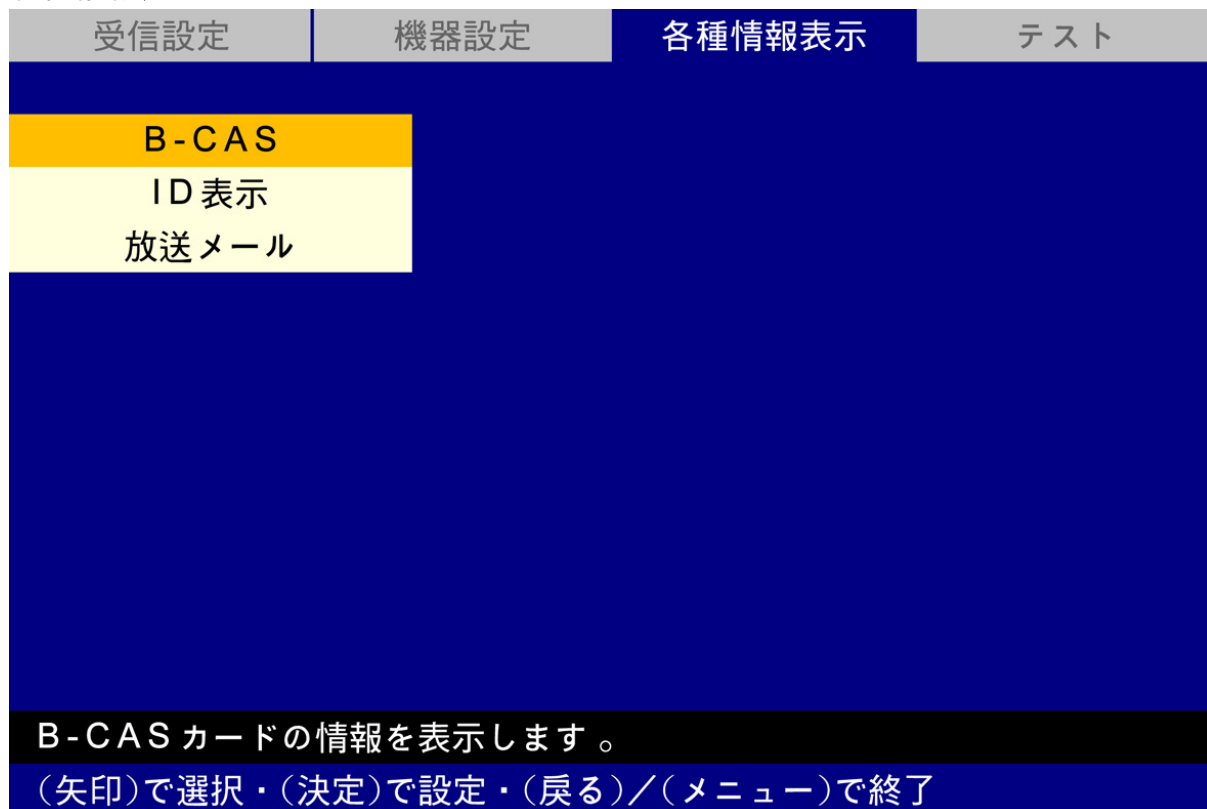 受信設定 機器設定 各種情報表示 テスト
B-CAS
ID表示
放送メール
B-CASカードの情報を表示します。
(矢印)で選択・(決定)で設定・(戻る)/(メニュー)で終了